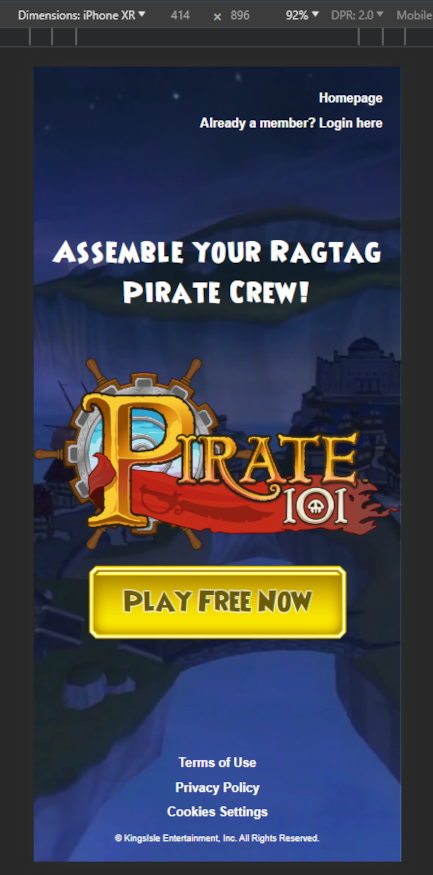 Dimensions: iPhone XR 414 × 896 92% DPR: 2.0 Mobile
Homepage
Already a member? Login here
Assemble your Ragtag
Pirate Crew!
PIRATE
101
Play Free Now
Terms of Use
Privacy Policy
Cookies Settings
© KingsIsle Entertainment, Inc. All Rights Reserved.